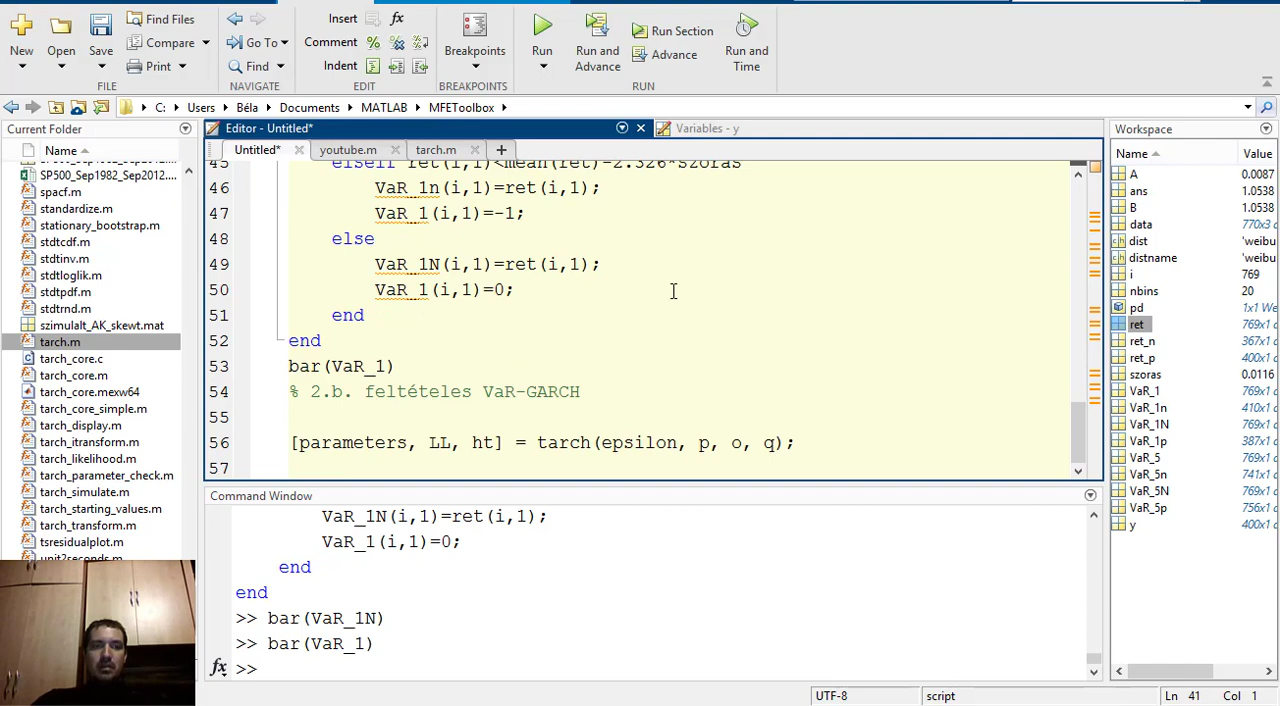 New
Open
Save
Find Files
Compare
Print
FILE
Go To
Find
NAVIGATE
Insert
fx
Comment
Indent
EDIT
Breakpoints
BREAKPOINTS
Run
Run and
Advance
Run Section
Advance
Run and
Time
RUN
C:
Users
Béla
Documents
MATLAB
MFEToolbox
Current Folder
Name
SP500_Sep1982_Sep2012.*
spacf.m
standardize.m
stationary_bootstrap.m
stdtcdf.m
stdtinv.m
stdtloglik.m
stdtpdf.m
stdtrnd.m
szimulalt_AK_skewt.mat
tarch.m
tarch_core.c
tarch_core.m
tarch_core.mexw64
tarch_core_simple.m
tarch_display.m
tarch_itransform.m
tarch_likelihood.m
tarch_parameter_check.m
tarch_simulate.m
tarch_starting_values.m
tarch_transform.m
tsresidualplot.m
unit2seconds.m
Editor - Untitled*
Variables - y
Untitled*
youtube.m
tarch.m
45 elseif ret(i,1)<mean(ret)-2.326*szoras
46 VaR_1n(i,1)=ret(i,1);
47 VaR_1(i,1)=-1;
48 else
49 VaR_1N(i,1)=ret(i,1);
50 VaR_1(i,1)=0;
51 end
52 end
53 bar(VaR_1)
54 % 2.b. feltételes VaR-GARCH
55
56 [parameters, LL, ht] = tarch(epsilon, p, o, q);
57
Command Window
VaR_1N(i,1)=ret(i,1);
VaR_1(i,1)=0;
end
end
>> bar(VaR_1N)
>> bar(VaR_1)
fx >>
Workspace
Name Value
A 0.0087
ans 1.0538
B 1.0538
data 770x3
dist 'weibu
distname 'weibu
i 769
nbins 20
pd 1x1 We
ret 769x1
ret_n 367x1
ret_p 400x1
szoras 0.0116
VaR_1 769x1
VaR_1n 410x1
VaR_1N 769x1
VaR_1p 387x1
VaR_5 769x1
VaR_5n 741x1
VaR_5N 769x1
VaR_5p 756x1
y 400x1
UTF-8
script
Ln 41 Col 1